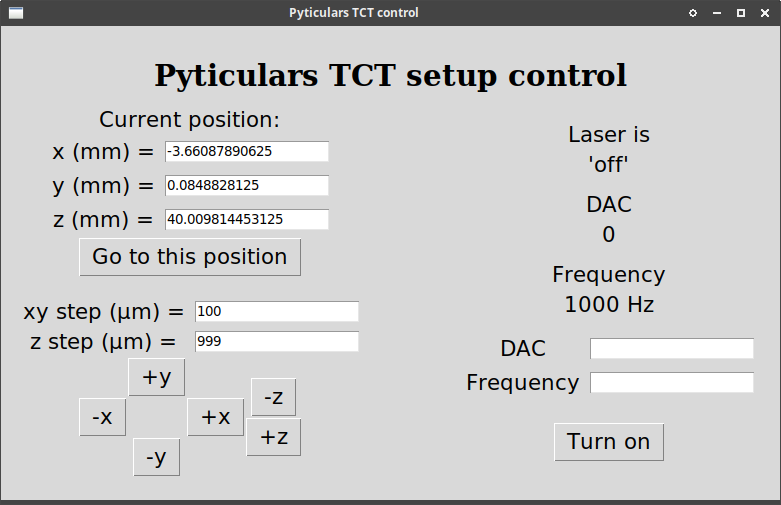 Pyticulars TCT control
Pyticulars TCT setup control
Current position:
x (mm) = -3.66087890625
y (mm) = 0.0848828125
z (mm) = 40.009814453125
Go to this position
xy step (μm) = 100
z step (μm) = 999
+y
-x
+x
-z
+z
-y
Laser is
'off'
DAC
0
Frequency
1000 Hz
DAC
Frequency
Turn on